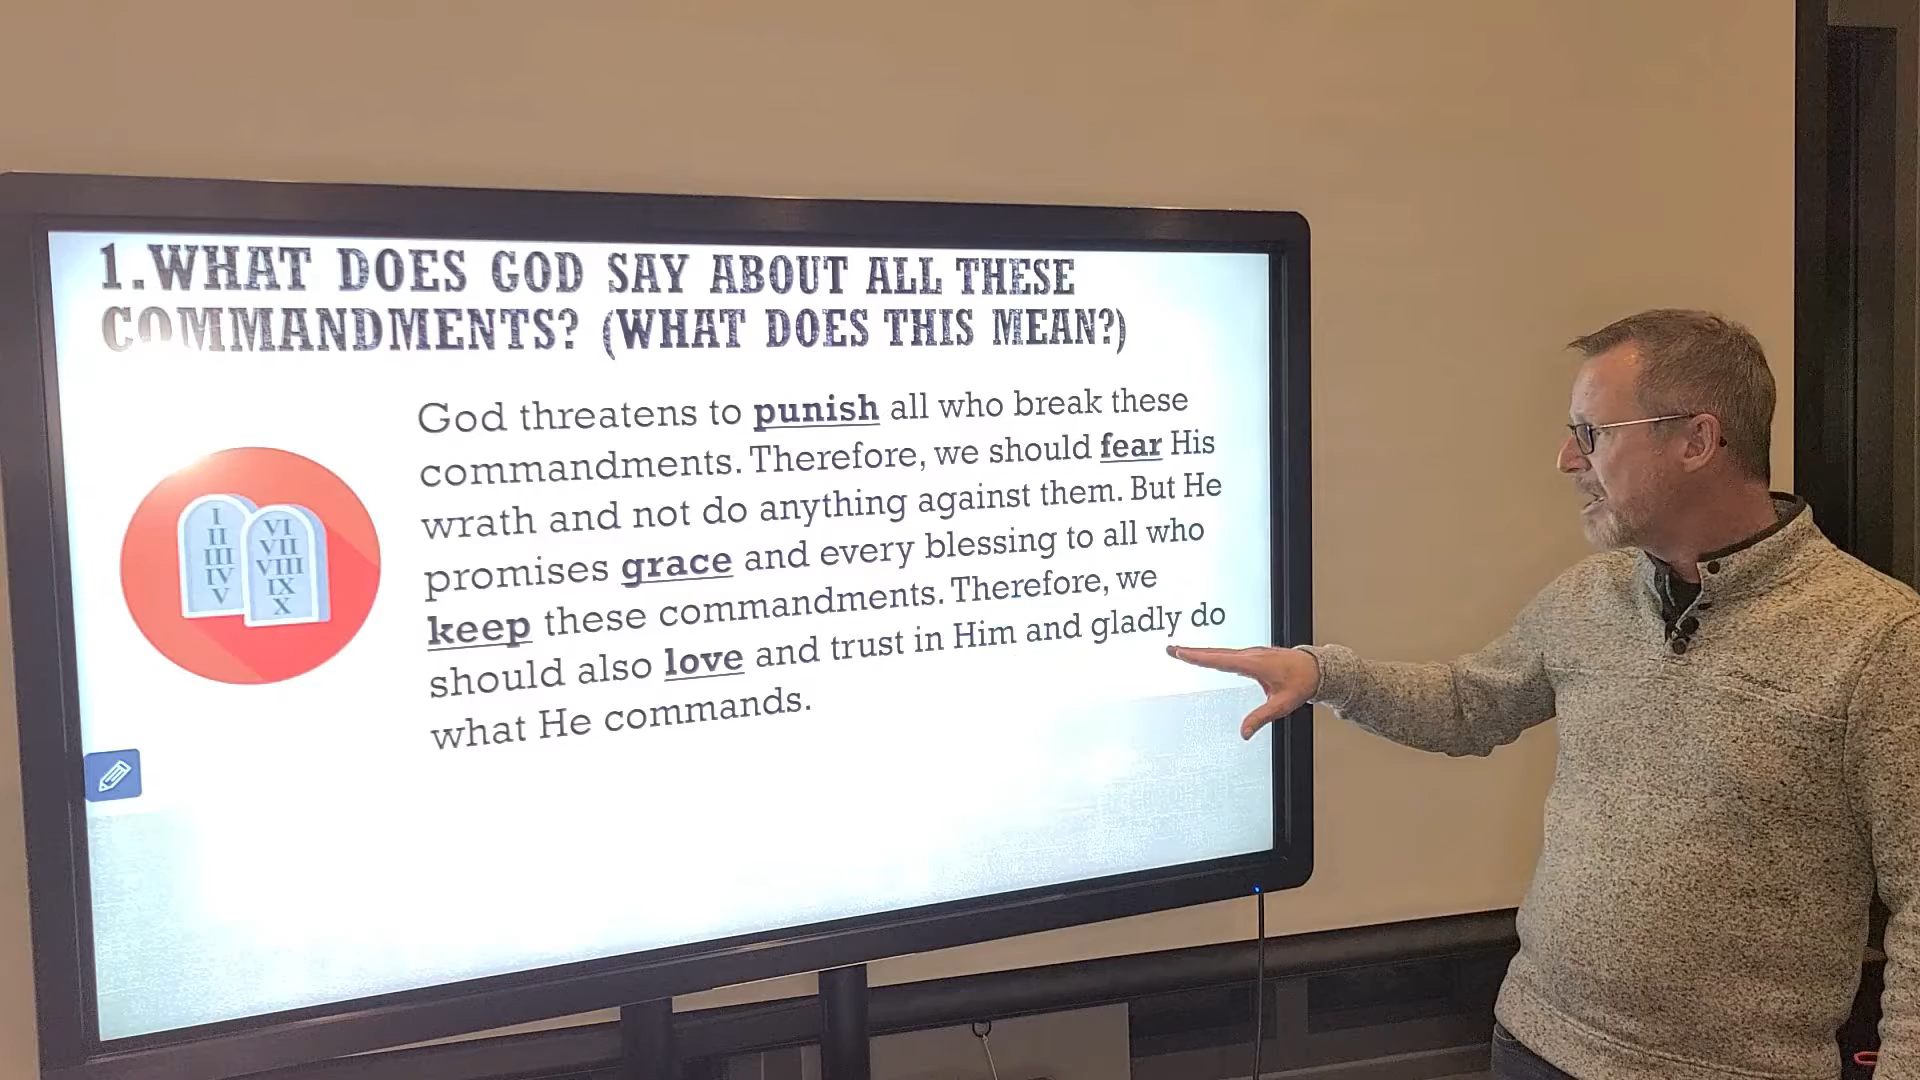 1. WHAT DOES GOD SAY ABOUT ALL THESE
COMMANDMENTS? (WHAT DOES THIS MEAN?)
God threatens to punish all who break these
commandments. Therefore, we should fear His
wrath and not do anything against them. But He
promises grace and every blessing to all who
keep these commandments. Therefore, we
should also love and trust in Him and gladly do
what He commands.
I
II
III
IV
V
VI
VII
VIII
IX
X